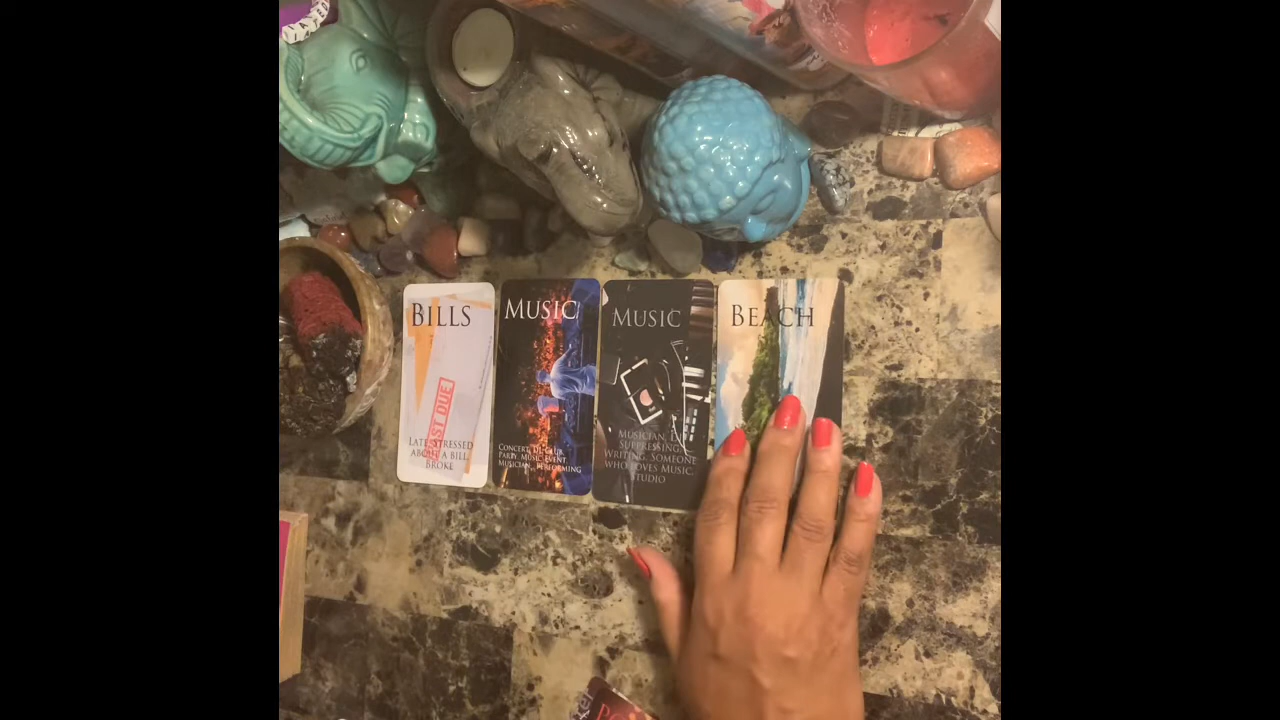 BILLS
PAST DUE
LATE, STRESSED
ABOUT A BILL,
BROKE
MUSIC
CONCERT, DJ, CLUB,
PARTY, MUSIC EVENT,
MUSICIAN, PERFORMING
MUSIC
MUSICIAN,
SUPPRESSING,
WRITING, SOMEONE
WHO LOVES MUSIC,
STUDIO
BEACH